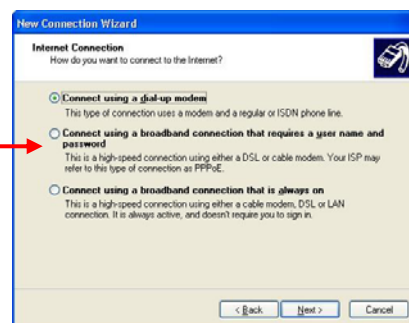 New Connection Wizard
Internet Connection
How do you want to connect to the Internet?
Connect using a dial-up modem
This type of connection uses a modem and a regular or ISDN phone line.
Connect using a broadband connection that requires a user name and
password
This is a high-speed connection using either a DSL or cable modem. Your ISP may
refer to this type of connection as PPPoE.
Connect using a broadband connection that is always on
This is a high-speed connection using either a cable modem, DSL or LAN
connection. It is always active, and doesn't require you to sign in.
< Back
Next >
Cancel